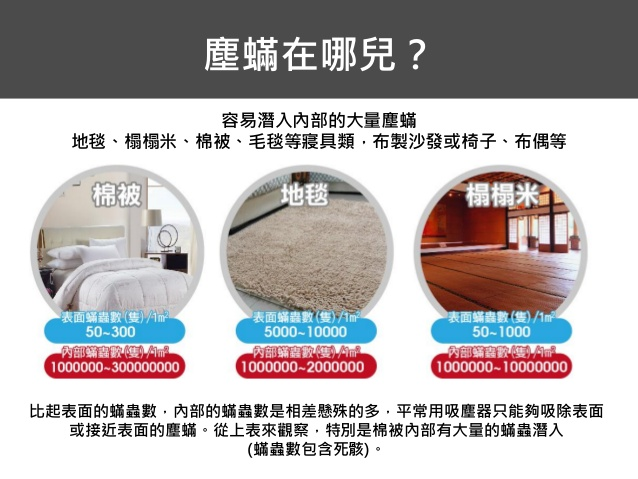 塵蟎在哪兒？
容易潛入內部的大量塵蟎
地毯、榻榻米、棉被、毛毯等寢具類，布製沙發或椅子、布偶等
棉被
地毯
榻榻米
表面蟎蟲數(隻)/1㎡
50~300
內部蟎蟲數(隻)/1㎡
1000000~300000000
表面蟎蟲數(隻)/1㎡
5000~10000
內部蟎蟲數(隻)/1㎡
1000000~2000000
表面蟎蟲數(隻)/1㎡
50~1000
內部蟎蟲數(隻)/1㎡
1000000~10000000
比起表面的蟎蟲數，內部的蟎蟲數是相差懸殊的多，平常用吸塵器只能夠吸除表面
或接近表面的塵蟎。從上表來觀察，特別是棉被內部有大量的蟎蟲潛入
(蟎蟲數包含死骸)。